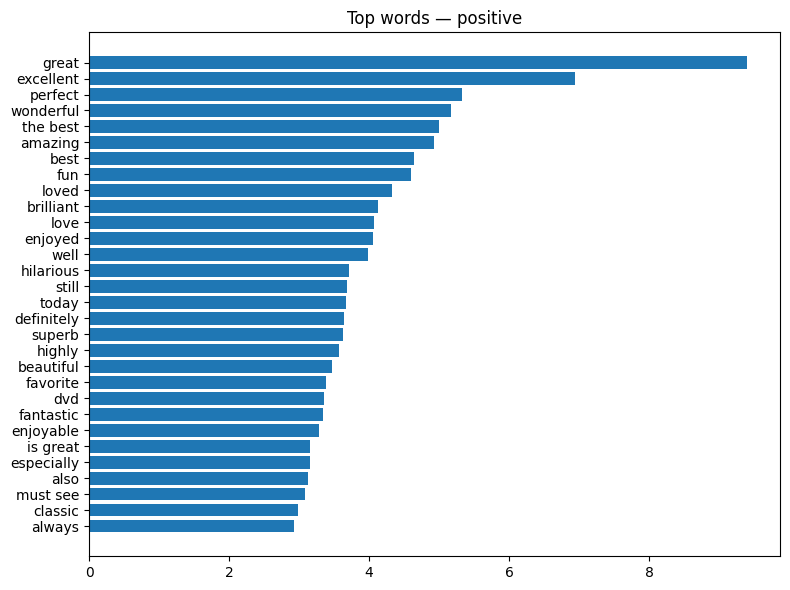 Top words — positive
great
excellent
perfect
wonderful
the best
amazing
best
fun
loved
brilliant
love
enjoyed
well
hilarious
still
today
definitely
superb
highly
beautiful
favorite
dvd
fantastic
enjoyable
is great
especially
also
must see
classic
always
0 2 4 6 8